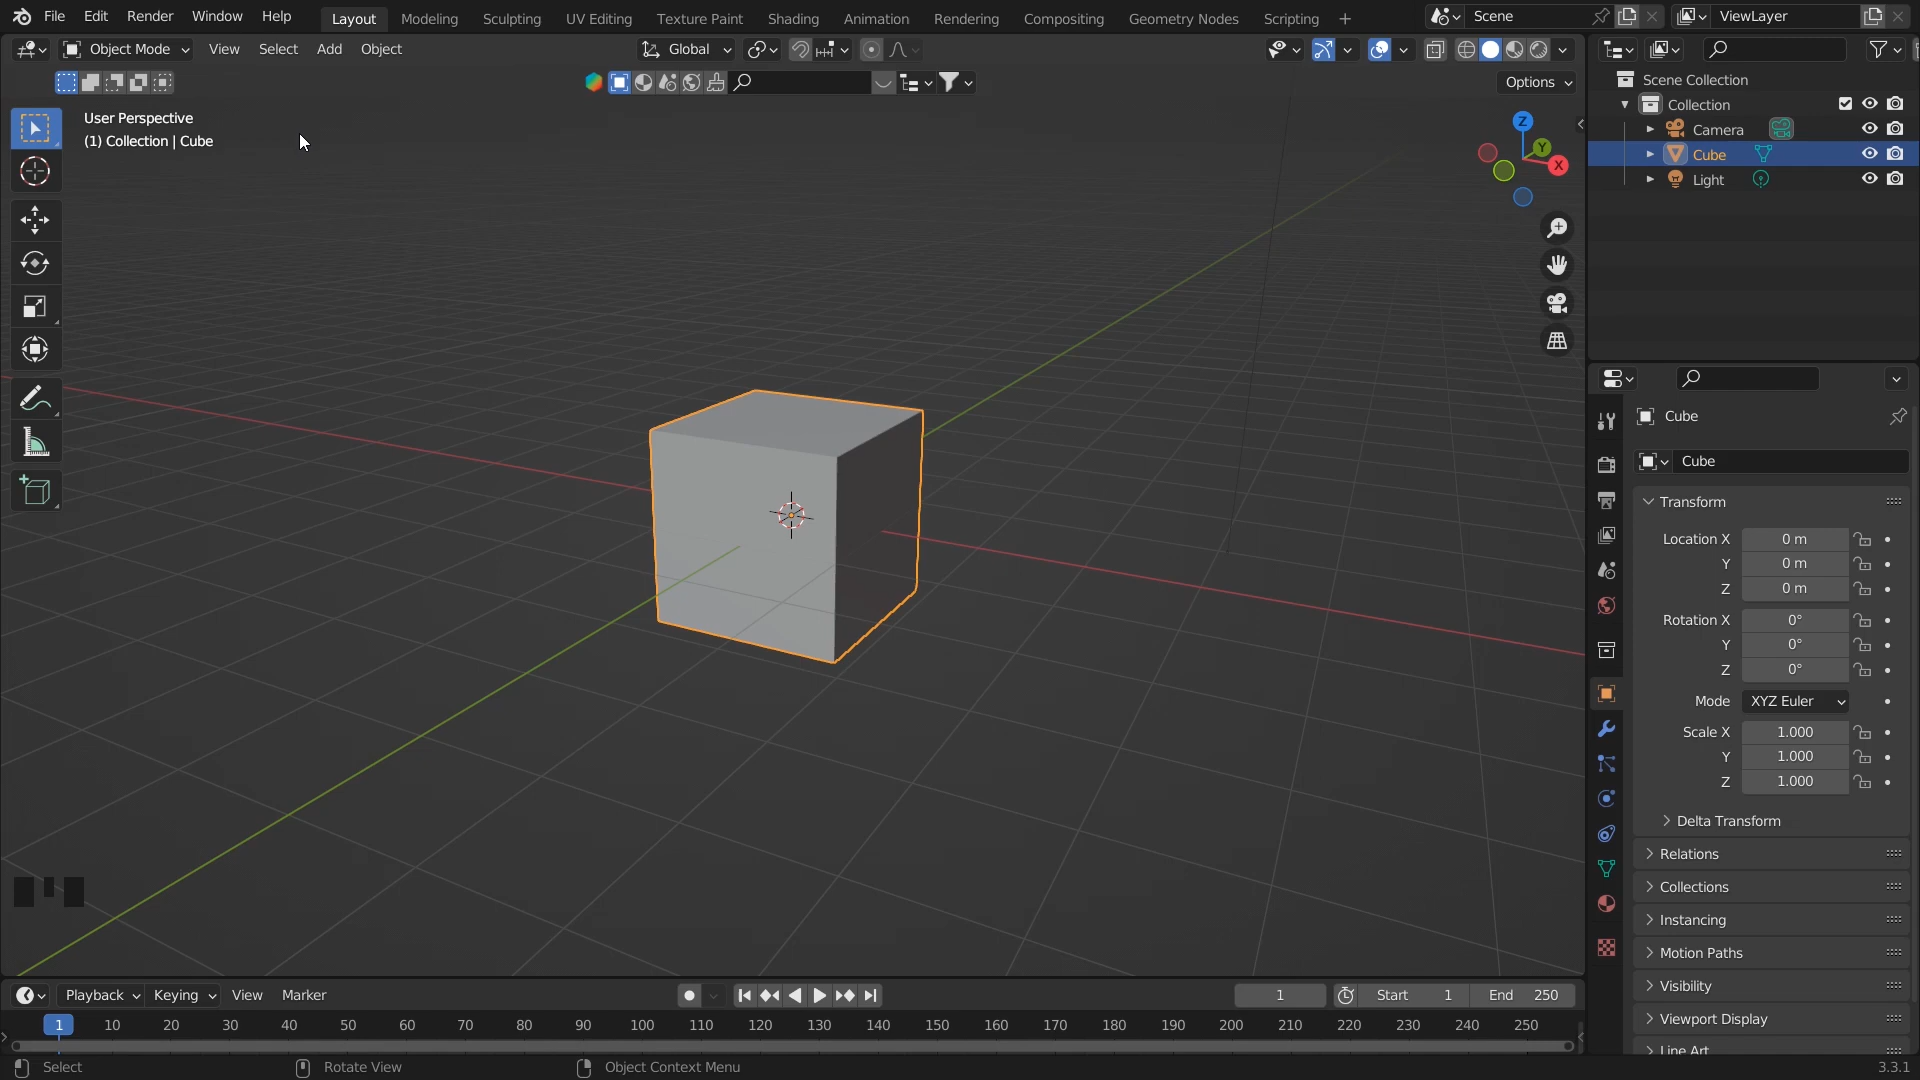 File Edit Render Window Help Layout Modeling Sculpting UV Editing Texture Paint Shading Animation Rendering Compositing Geometry Nodes Scripting + Scene ViewLayer
Object Mode View Select Add Object Global
Options
User Perspective
(1) Collection | Cube
Z
Y
X
Scene Collection
Collection
Camera
Cube
Light
Cube
Cube
Transform
Location X 0 m
Y 0 m
Z 0 m
Rotation X 0°
Y 0°
Z 0°
Mode XYZ Euler
Scale X 1.000
Y 1.000
Z 1.000
Delta Transform
Relations
Collections
Instancing
Motion Paths
Visibility
Viewport Display
Line Art
Playback Keying View Marker 1 Start 1 End 250
1 10 20 30 40 50 60 70 80 90 100 110 120 130 140 150 160 170 180 190 200 210 220 230 240 250
Select Rotate View Object Context Menu 3.3.1